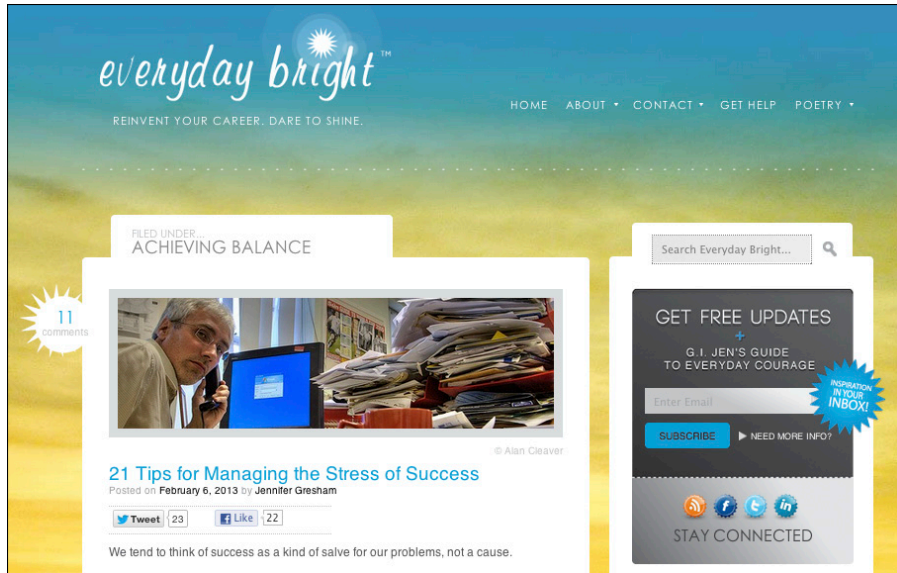 everyday bright™
REINVENT YOUR CAREER. DARE TO SHINE.
HOME ABOUT CONTACT GET HELP POETRY
FILED UNDER...
ACHIEVING BALANCE
Search Everyday Bright...
11
comments
GET FREE UPDATES
+
G.I. JEN'S GUIDE
TO EVERYDAY COURAGE
Enter Email
INSPIRATION
IN YOUR
INBOX!
SUBSCRIBE NEED MORE INFO?
© Alan Cleaver
21 Tips for Managing the Stress of Success
Posted on February 6, 2013 by Jennifer Gresham
Tweet 23 Like 22
STAY CONNECTED
We tend to think of success as a kind of salve for our problems, not a cause.